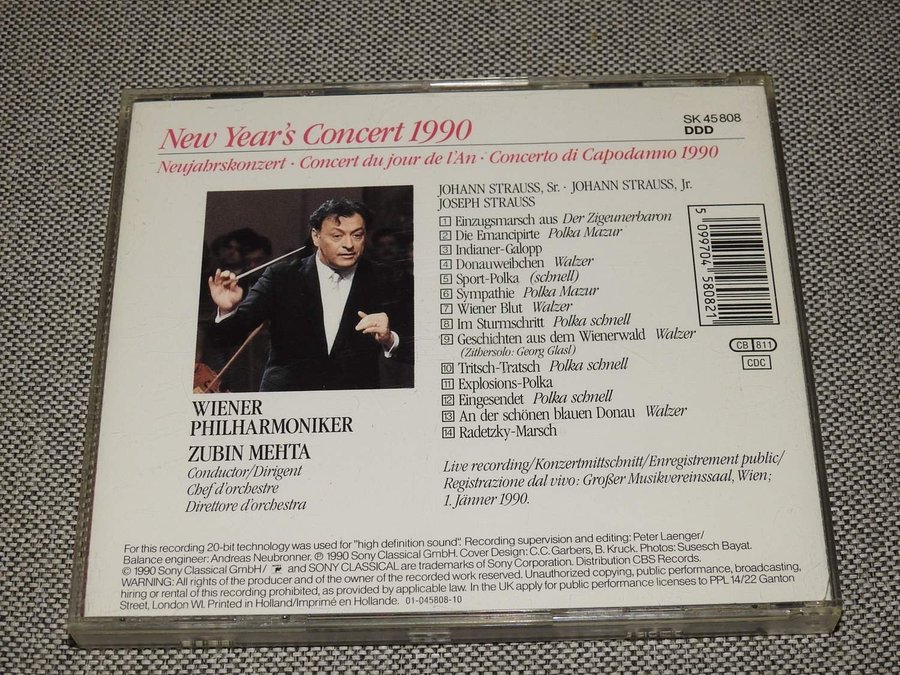 New Year's Concert 1990
SK 45 808
DDD
Neujahrskonzert · Concert du jour de l'An · Concerto di Capodanno 1990
JOHANN STRAUSS, Sr. · JOHANN STRAUSS, Jr.
JOSEPH STRAUSS
1 Einzugsmarsch aus Der Zigeunerbaron
2 Die Emancipirte Polka Mazur
3 Indianer-Galopp
4 Donauweibchen Walzer
5 Sport-Polka (schnell)
6 Sympathie Polka Mazur
7 Wiener Blut Walzer
8 Im Sturmschritt Polka schnell
9 Geschichten aus dem Wienerwald Walzer
(Zithersolo: Georg Glasl)
10 Tritsch-Tratsch Polka schnell
11 Explosions-Polka
12 Eingesendet Polka schnell
13 An der schönen blauen Donau Walzer
14 Radetzky-Marsch
5 099704 580821
CB 811
CDC
WIENER
PHILHARMONIKER
ZUBIN MEHTA
Conductor/Dirigent
Chef d'orchestre
Direttore d'orchestra
Live recording/Konzertmitschnitt/Enregistrement public/
Registrazione dal vivo: Großer Musikvereinssaal, Wien;
1. Jänner 1990.
For this recording 20-bit technology was used for "high definition sound". Recording supervision and editing: Peter Laenger/
Balance engineer: Andreas Neubronner. ℗ 1990 Sony Classical GmbH. Cover Design: C.C. Garbers, B. Kruck. Photos: Susesch Bayat.
© 1990 Sony Classical GmbH/ and SONY CLASSICAL are trademarks of Sony Corporation. Distribution CBS Records.
WARNING: All rights of the producer and of the owner of the recorded work reserved. Unauthorized copying, public performance, broadcasting,
hiring or rental of this recording prohibited, as provided by applicable law. In the UK apply for public performance licenses to PPL 14/22 Ganton
Street, London WI. Printed in Holland/Imprimé en Hollande. 01-045808-10